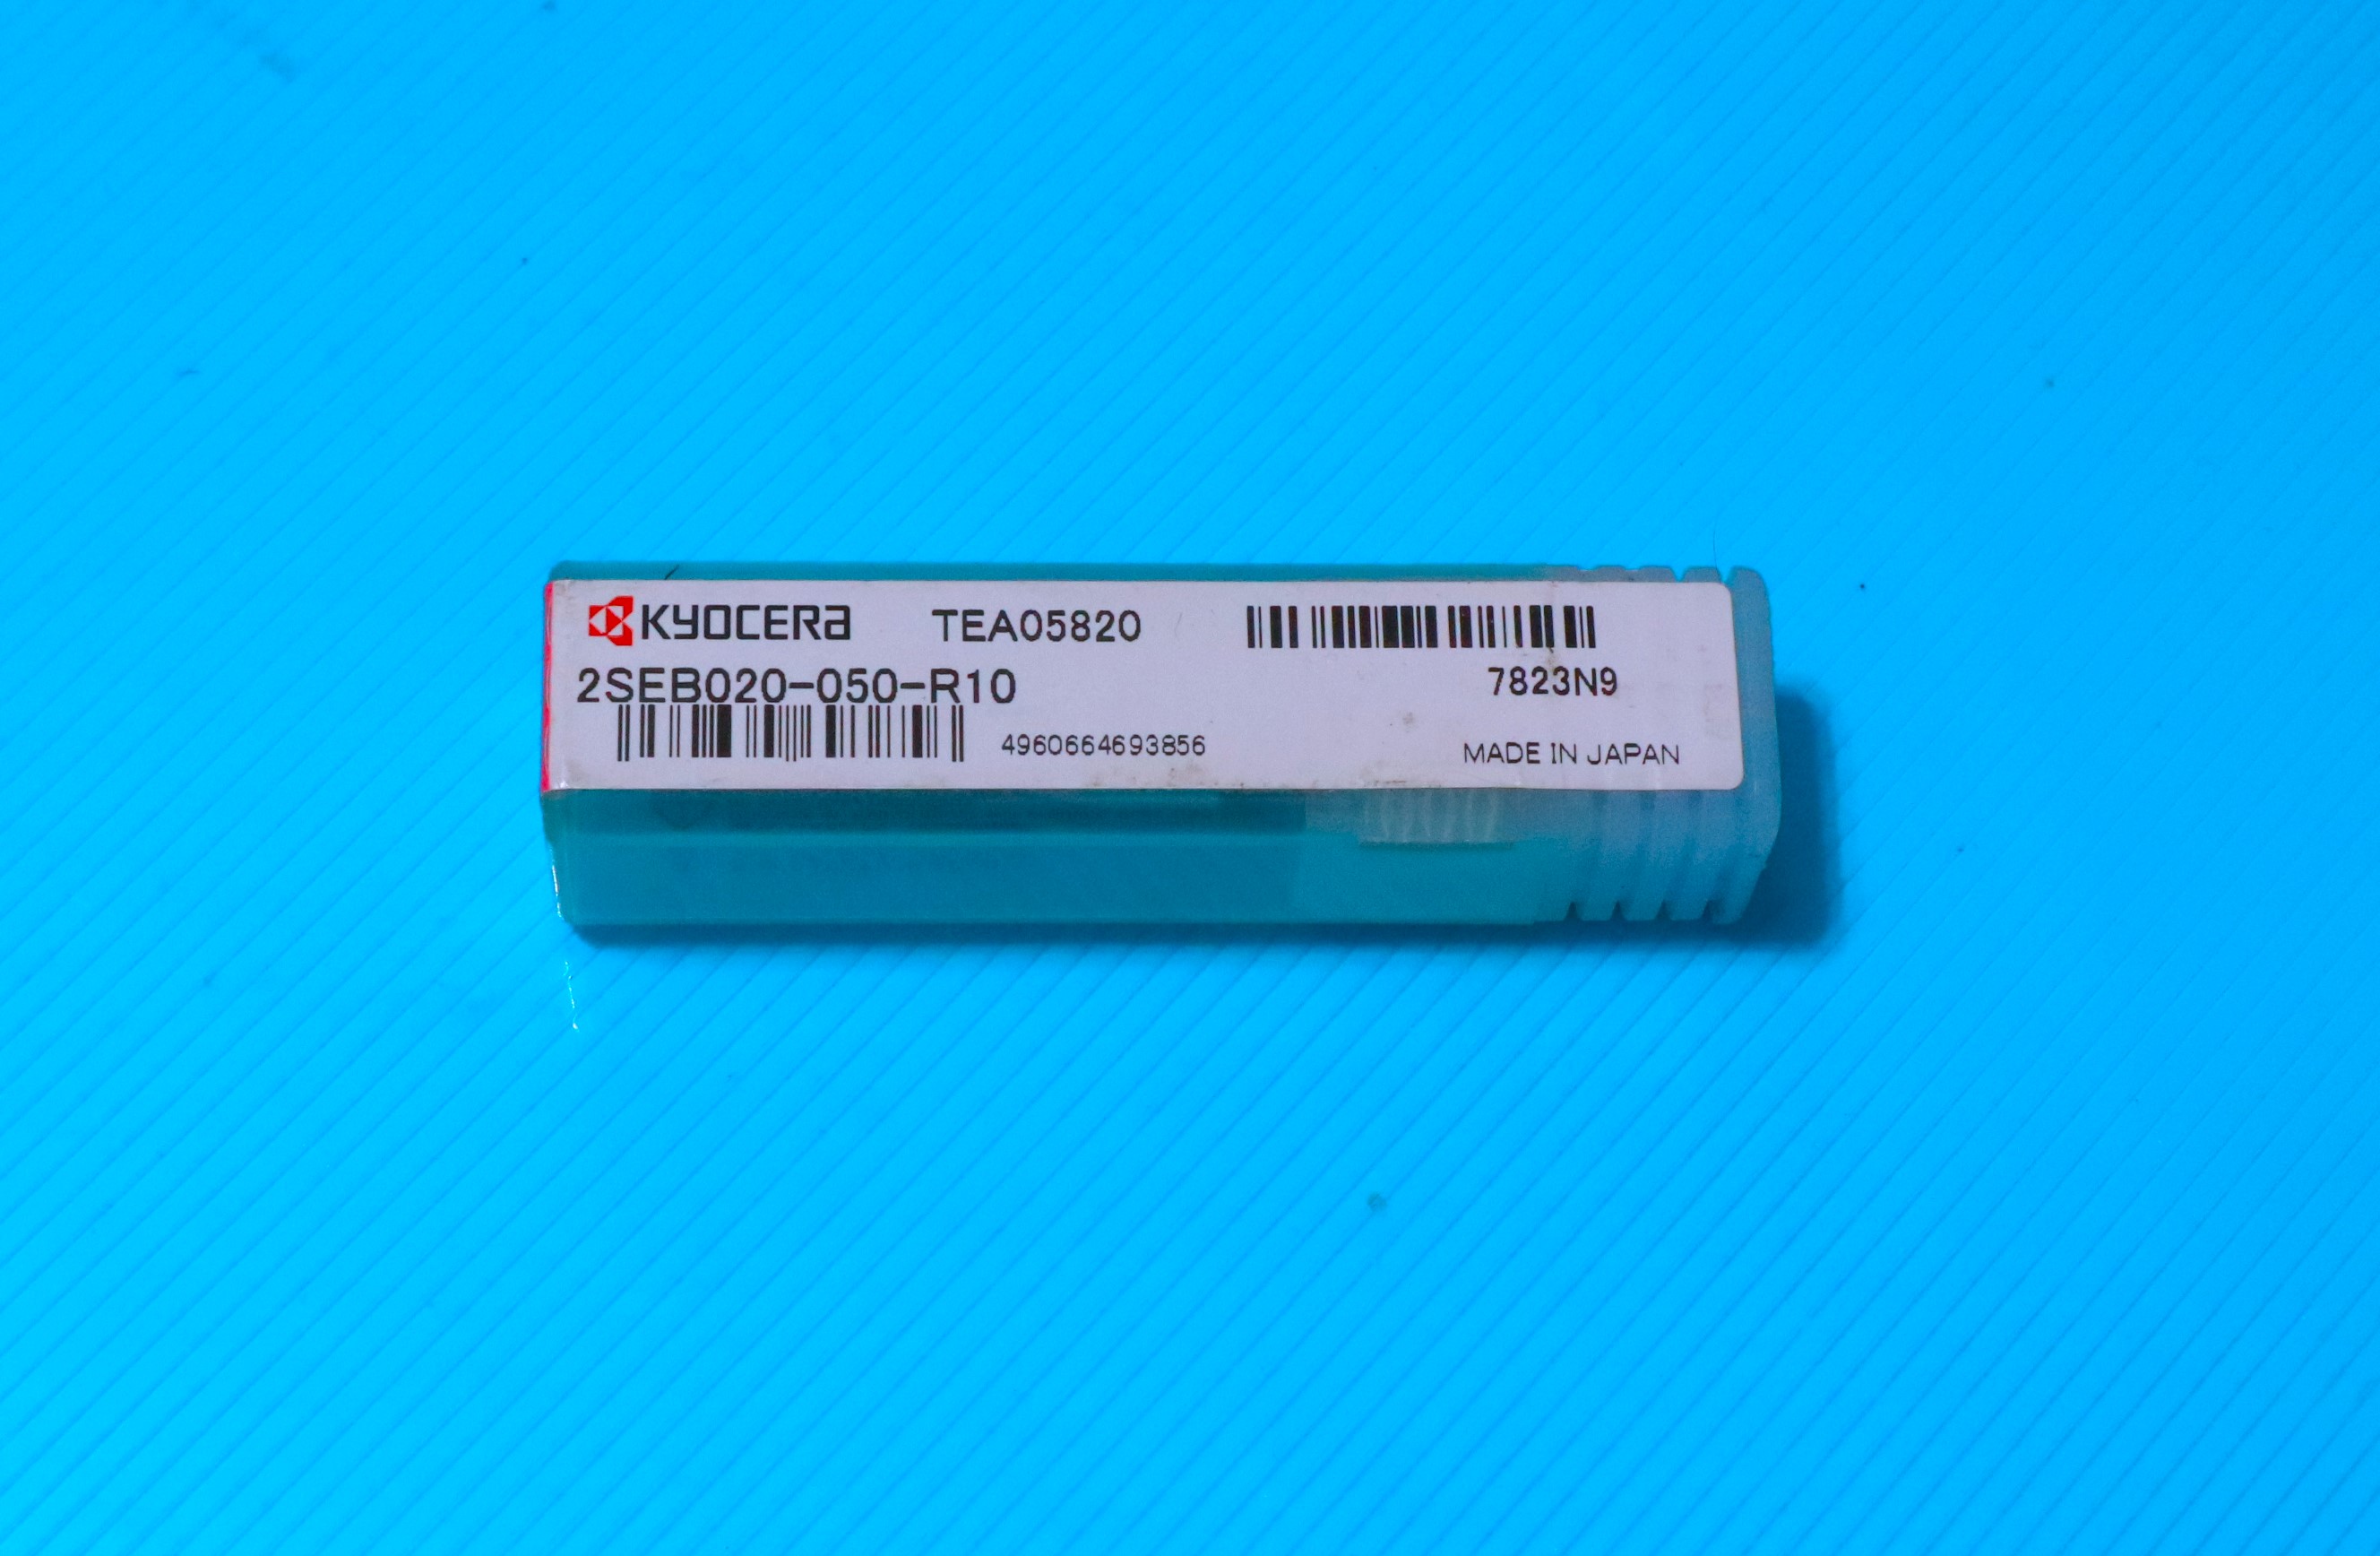 KYOCERA TEA05820
2SEB020-050-R10 7823N9
4960664693856 MADE IN JAPAN